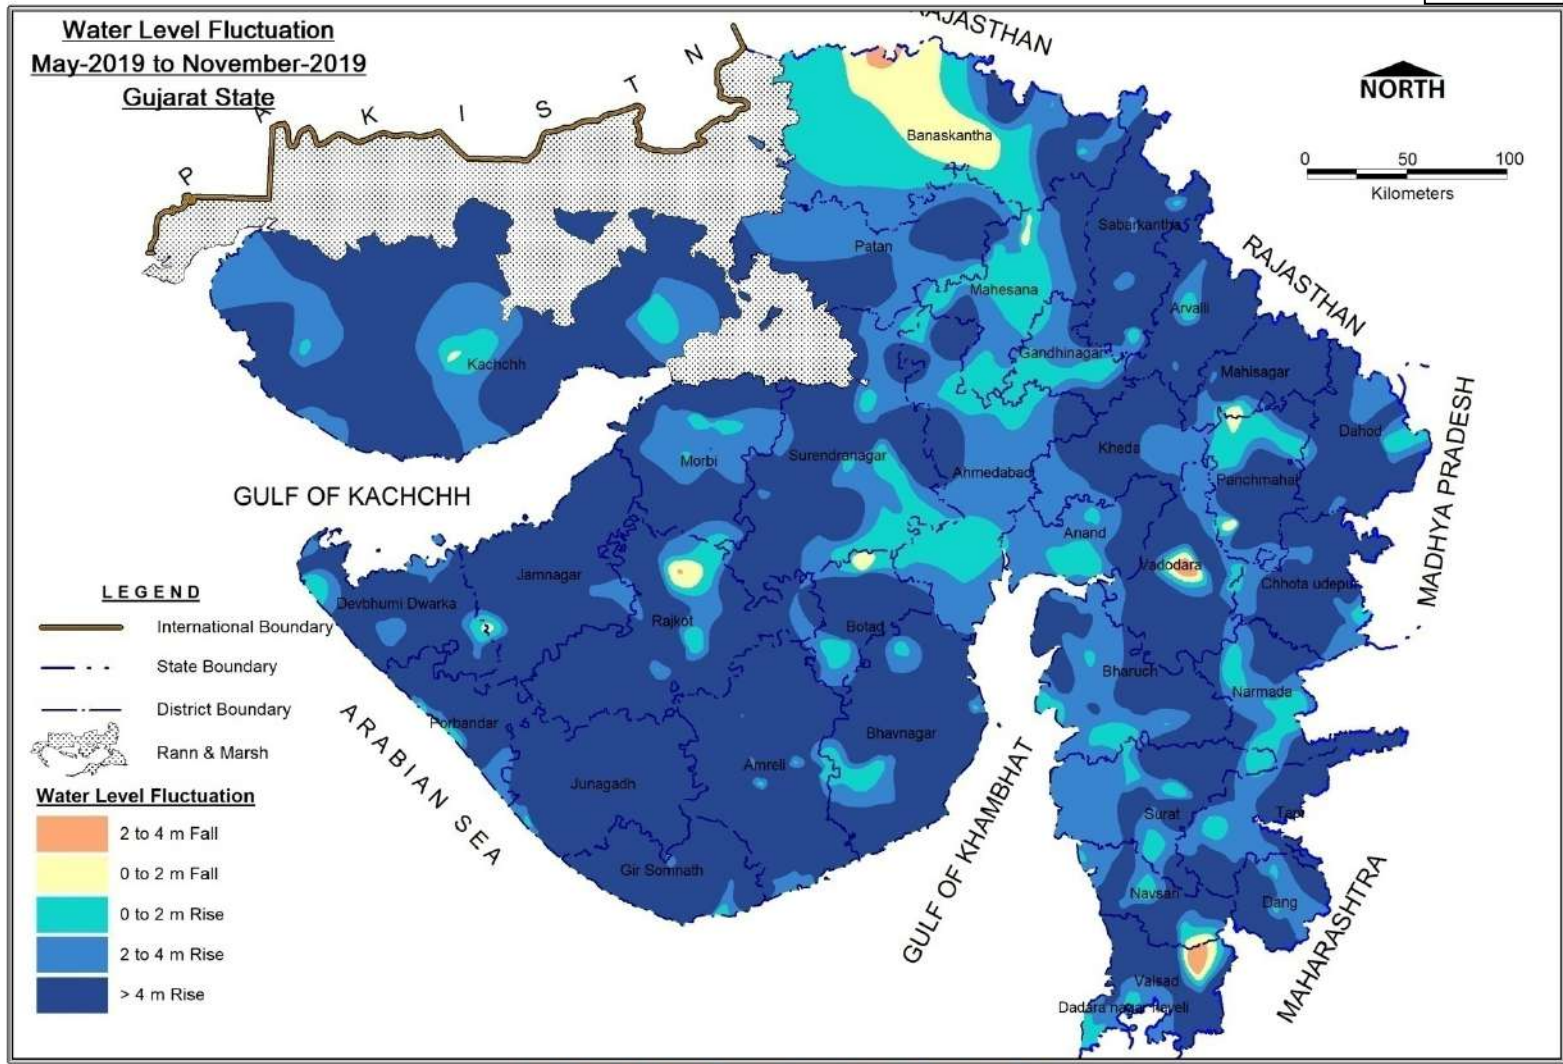 Water Level Fluctuation
May-2019 to November-2019
Gujarat State
PAKISTN
RAJASTHAN
NORTH
0 50 100
Kilometers
Banaskantha
Patan
Sabarkantha
RAJASTHAN
Mahesana
Arvalli
Gandhinagar
Kachchh
Mahisagar
Dahod
MADHYA PRADESH
Morbi
Surendranagar
Kheda
Ahmedabad
Panchmahal
GULF OF KACHCHH
Anand
Vadodara
Chhota udepur
Jamnagar
Devbhumi Dwarka
Rajkot
Botad
Bharuch
Narmada
Porbandar
ARABIAN SEA
Bhavnagar
Amreli
Junagadh
GULF OF KHAMBHAT
Surat
Tapi
Gir Somnath
Navsari
Dang
MAHARASHTRA
Valsad
Dadara nagar haveli
LEGEND
International Boundary
State Boundary
District Boundary
Rann & Marsh
Water Level Fluctuation
2 to 4 m Fall
0 to 2 m Fall
0 to 2 m Rise
2 to 4 m Rise
> 4 m Rise